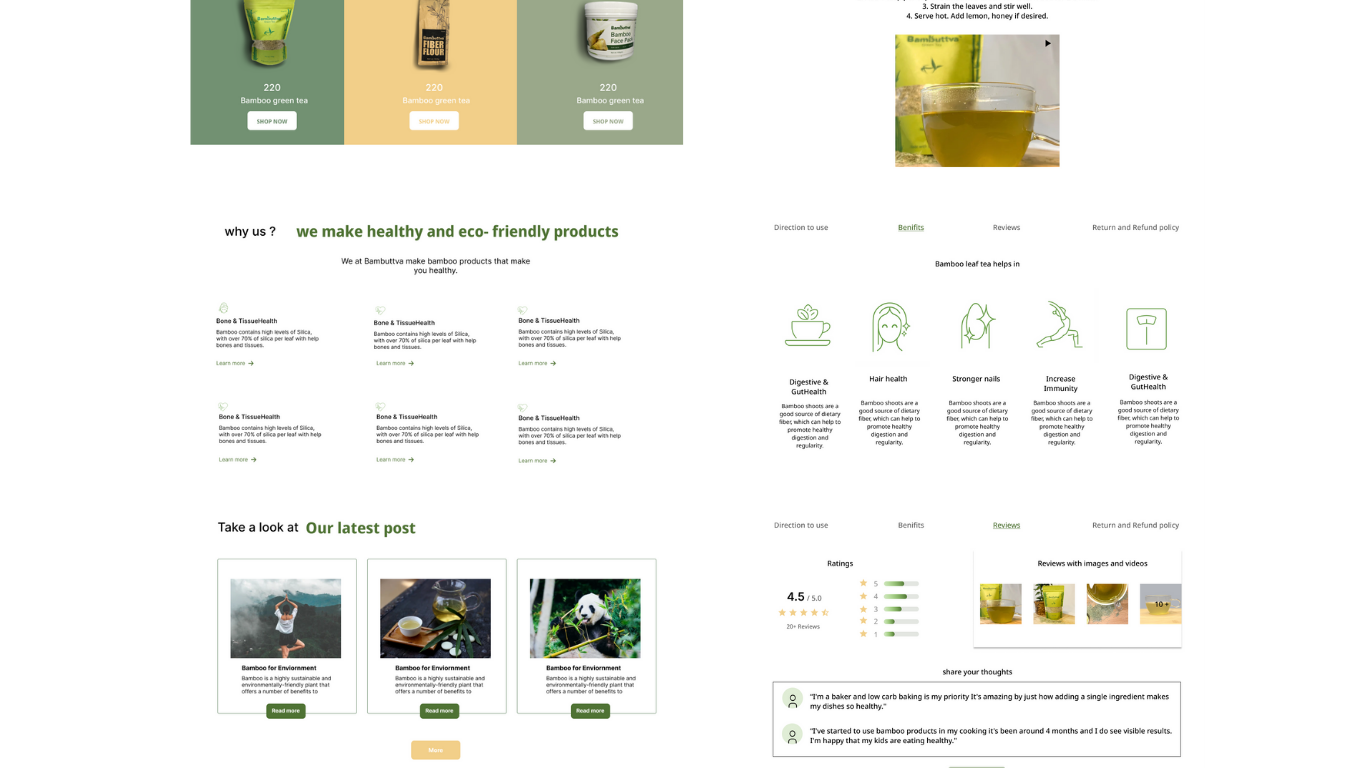 Bambuttva
FIBER
FLOUR
Bambuttva
Bamboo
Face Pack
220
Bamboo green tea
SHOP NOW
220
Bamboo green tea
SHOP NOW
220
Bamboo green tea
SHOP NOW
why us ? we make healthy and eco- friendly products
We at Bambuttva make bamboo products that make
you healthy.
Bone & TissueHealth
Bamboo contains high levels of Silica,
with over 70% of silica per leaf with help
bones and tissues.
Learn more →
Bone & TissueHealth
Bamboo contains high levels of Silica,
with over 70% of silica per leaf with help
bones and tissues.
Learn more →
Bone & TissueHealth
Bamboo contains high levels of Silica,
with over 70% of silica per leaf with help
bones and tissues.
Learn more →
Bone & TissueHealth
Bamboo contains high levels of Silica,
with over 70% of silica per leaf with help
bones and tissues.
Learn more →
Bone & TissueHealth
Bamboo contains high levels of Silica,
with over 70% of silica per leaf with help
bones and tissues.
Learn more →
Bone & TissueHealth
Bamboo contains high levels of Silica,
with over 70% of silica per leaf with help
bones and tissues.
Learn more →
Take a look at Our latest post
Bamboo for Enviornment
Bamboo is a highly sustainable and
environmentally-friendly plant that
offers a number of benefits to
Read more
Bamboo for Enviornment
Bamboo is a highly sustainable and
environmentally-friendly plant that
offers a number of benefits to
Read more
Bamboo for Enviornment
Bamboo is a highly sustainable and
environmentally-friendly plant that
offers a number of benefits to
Read more
More
3. Strain the leaves and stir well.
4. Serve hot. Add lemon, honey if desired.
Bambuttva
Direction to use Benifits Reviews Return and Refund policy
Bamboo leaf tea helps in
Digestive &
GutHealth
Bamboo shoots are a
good source of dietary
fiber, which can help to
promote healthy
digestion and
regularity.
Hair health
Bamboo shoots are a
good source of dietary
fiber, which can help to
promote healthy
digestion and
regularity.
Stronger nails
Bamboo shoots are a
good source of dietary
fiber, which can help to
promote healthy
digestion and
regularity.
Increase
Immunity
Bamboo shoots are a
good source of dietary
fiber, which can help to
promote healthy
digestion and
regularity.
Digestive &
GutHealth
Bamboo shoots are a
good source of dietary
fiber, which can help to
promote healthy
digestion and
regularity.
Direction to use Benifits Reviews Return and Refund policy
Ratings
4.5 / 5.0
20+ Reviews
5
4
3
2
1
Reviews with images and videos
10 +
share your thoughts
"I'm a baker and low carb baking is my priority It's amazing by just how adding a single ingredient makes
my dishes so healthy."
"I've started to use bamboo products in my cooking it's been around 4 months and I do see visible results.
I'm happy that my kids are eating healthy."